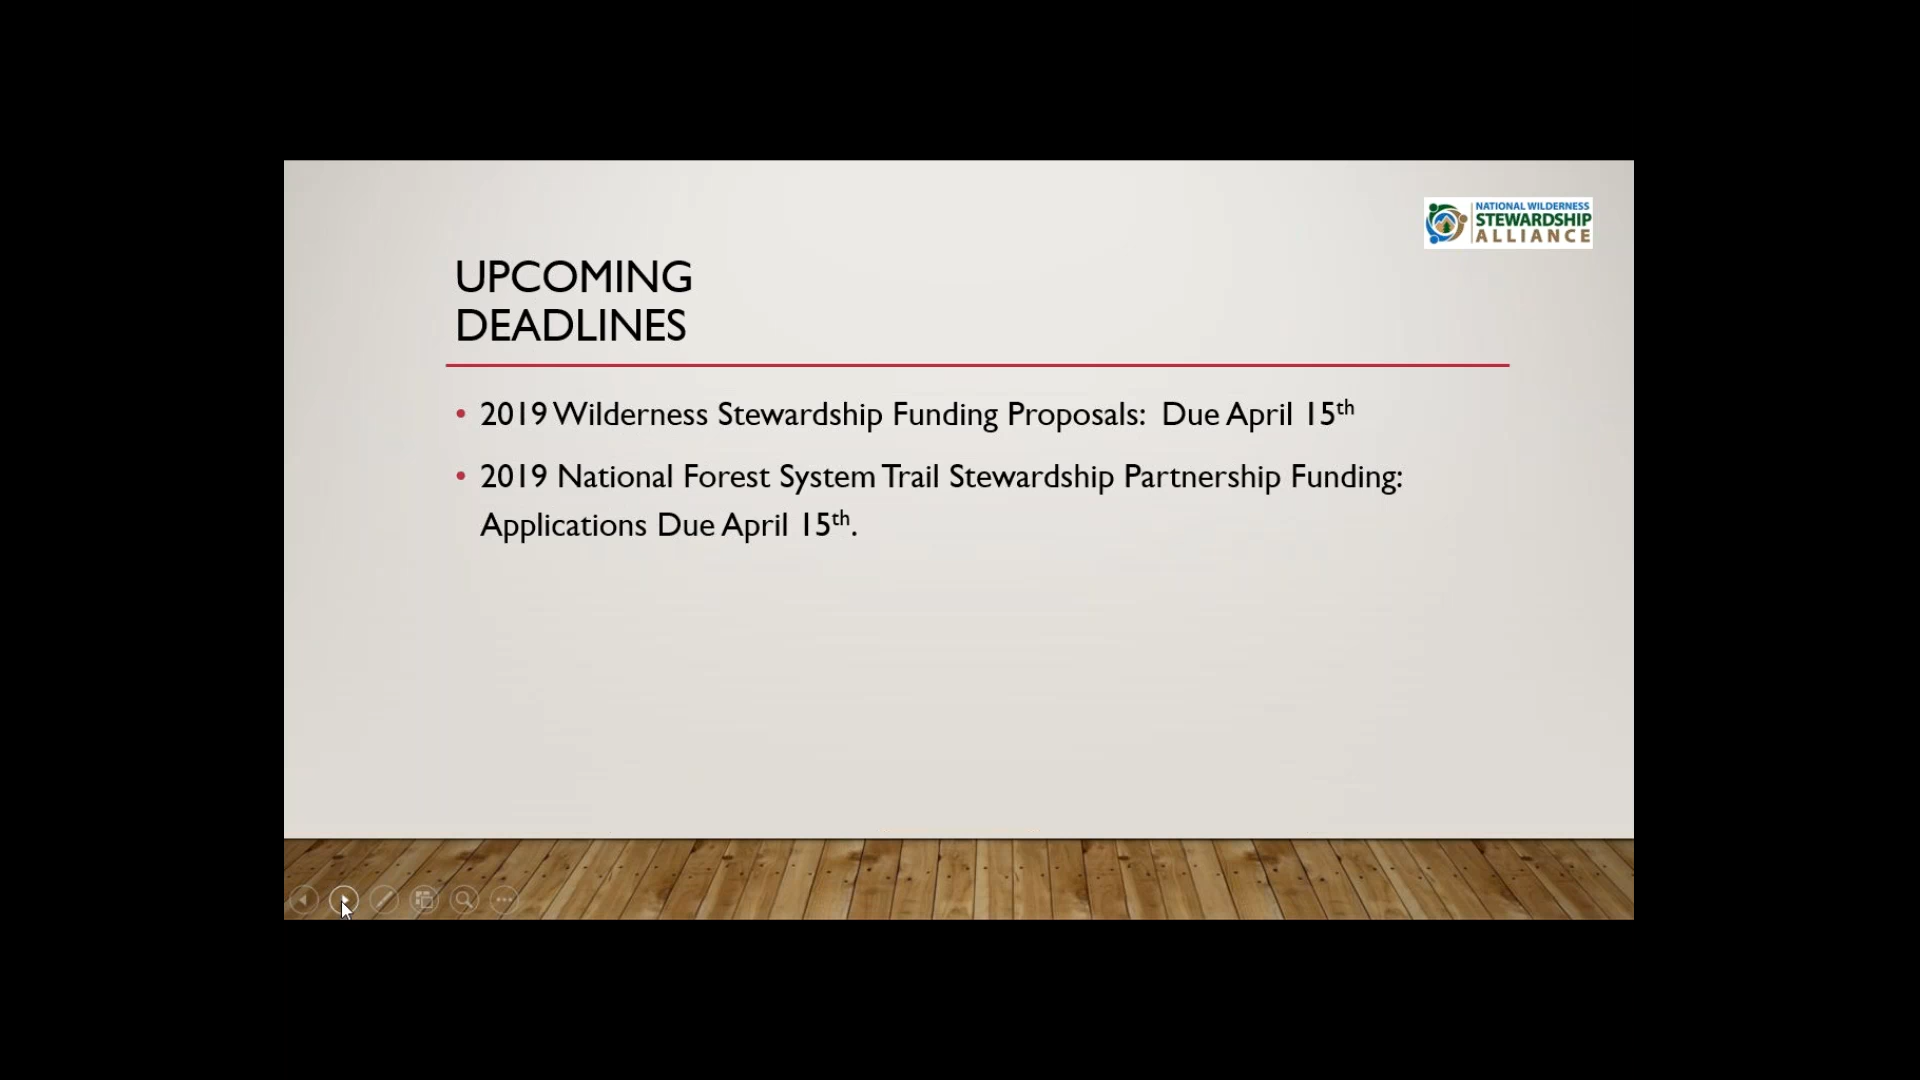 NATIONAL WILDERNESS
STEWARDSHIP
ALLIANCE
UPCOMING
DEADLINES
• 2019 Wilderness Stewardship Funding Proposals: Due April 15th
• 2019 National Forest System Trail Stewardship Partnership Funding:
Applications Due April 15th.